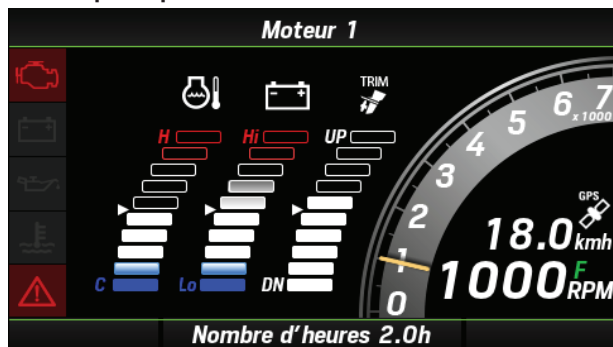 Moteur 1
TRIM
H Hi UP
C Lo DN
0 1 2 3 4 5 6 7
x 1000
GPS
18.0 kmh
F
1000 RPM
Nombre d'heures 2.0h